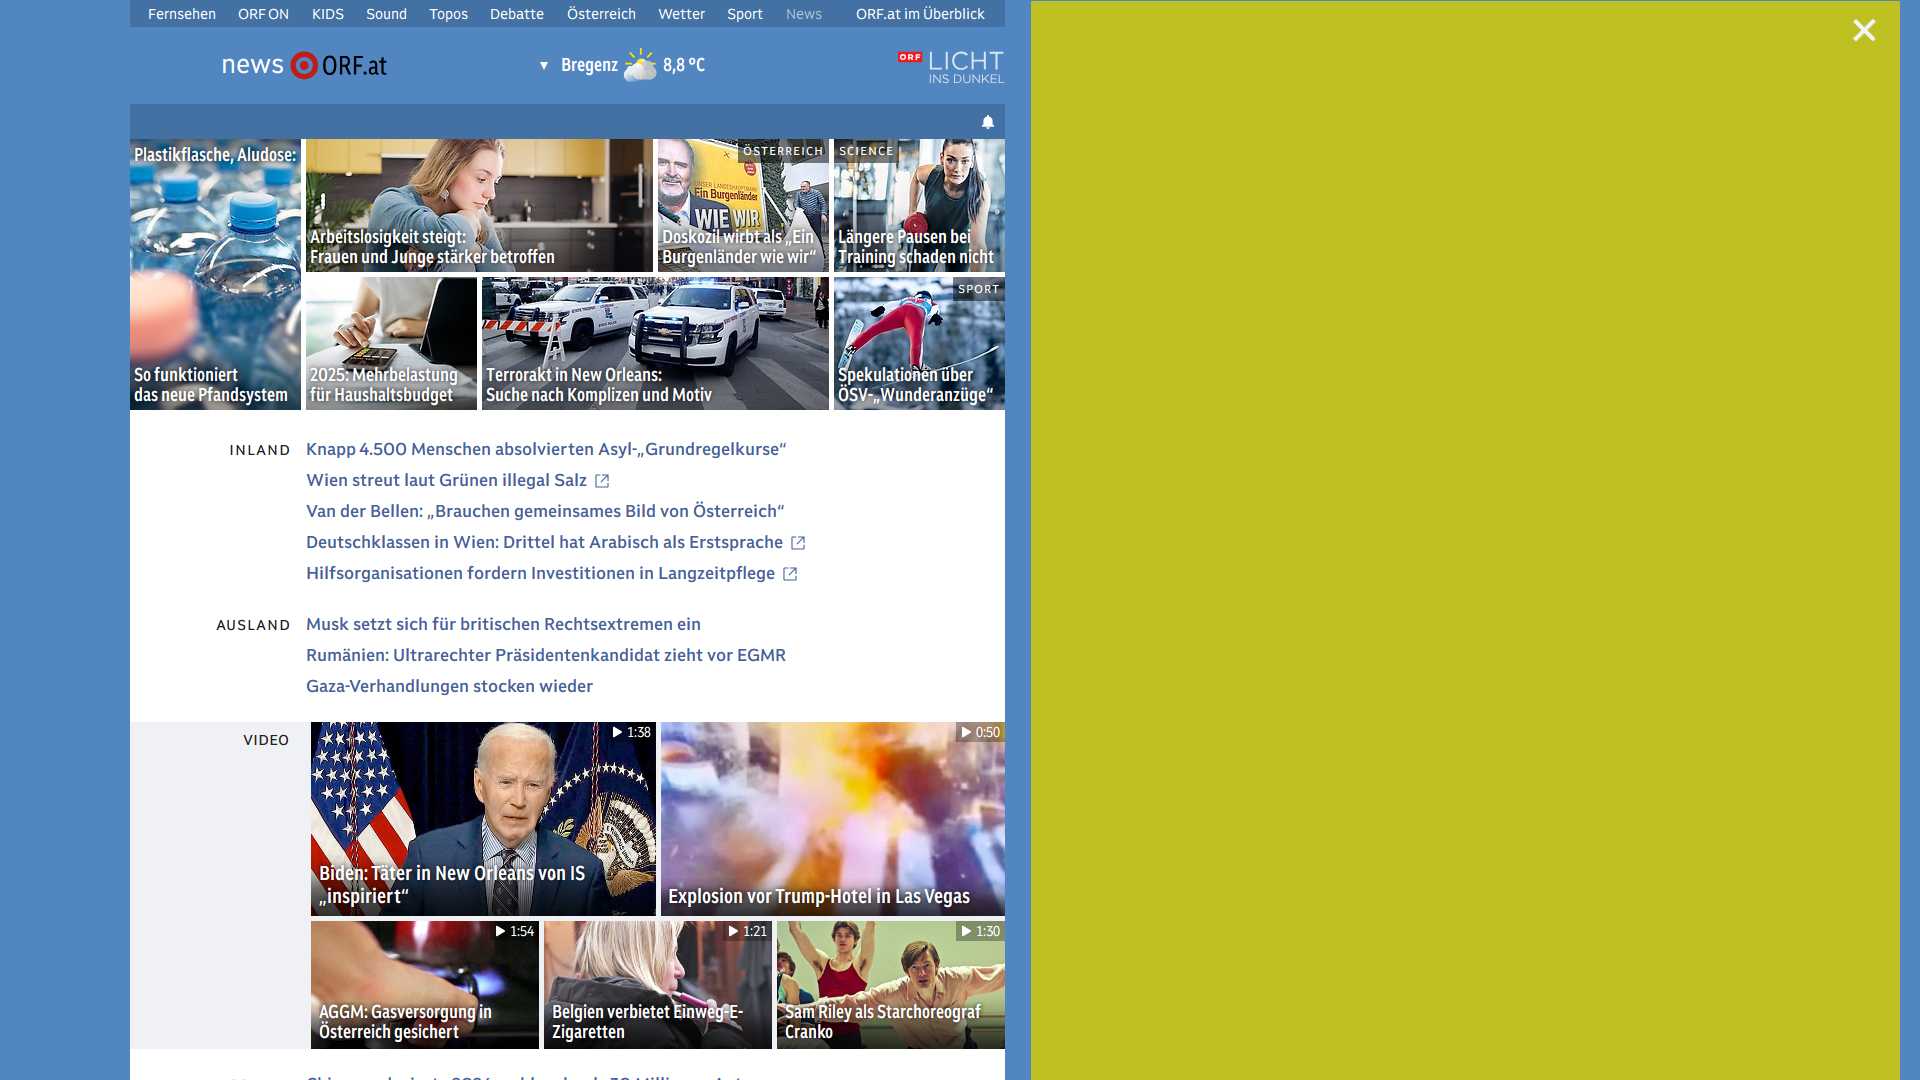 Fernsehen ORF ON KIDS Sound Topos Debatte Österreich Wetter Sport News ORF.at im Überblick
news ORF.at
Bregenz 8,8 °C
ORF LICHT
INS DUNKEL
Plastikflasche, Aludose:
So funktioniert
das neue Pfandsystem
Arbeitslosigkeit steigt:
Frauen und Junge stärker betroffen
ÖSTERREICH
UNSER LANDESHAUPTMANN
Ein Burgenländer
WIE WIR
Doskozil wirbt als „Ein
Burgenländer wie wir“
SCIENCE
Längere Pausen bei
Training schaden nicht
2025: Mehrbelastung
für Haushaltsbudget
Terrorakt in New Orleans:
Suche nach Komplizen und Motiv
SPORT
Spekulationen über
ÖSV-„Wunderanzüge“
INLAND
Knapp 4.500 Menschen absolvierten Asyl-„Grundregelkurse“
Wien streut laut Grünen illegal Salz
Van der Bellen: „Brauchen gemeinsames Bild von Österreich“
Deutschklassen in Wien: Drittel hat Arabisch als Erstsprache
Hilfsorganisationen fordern Investitionen in Langzeitpflege
AUSLAND
Musk setzt sich für britischen Rechtsextremen ein
Rumänien: Ultrarechter Präsidentenkandidat zieht vor EGMR
Gaza-Verhandlungen stocken wieder
VIDEO
1:38
Biden: Täter in New Orleans von IS
„inspiriert“
0:50
Explosion vor Trump-Hotel in Las Vegas
1:54
AGGM: Gasversorgung in
Österreich gesichert
1:21
Belgien verbietet Einweg-E-
Zigaretten
1:30
Sam Riley als Starchoreograf
Cranko